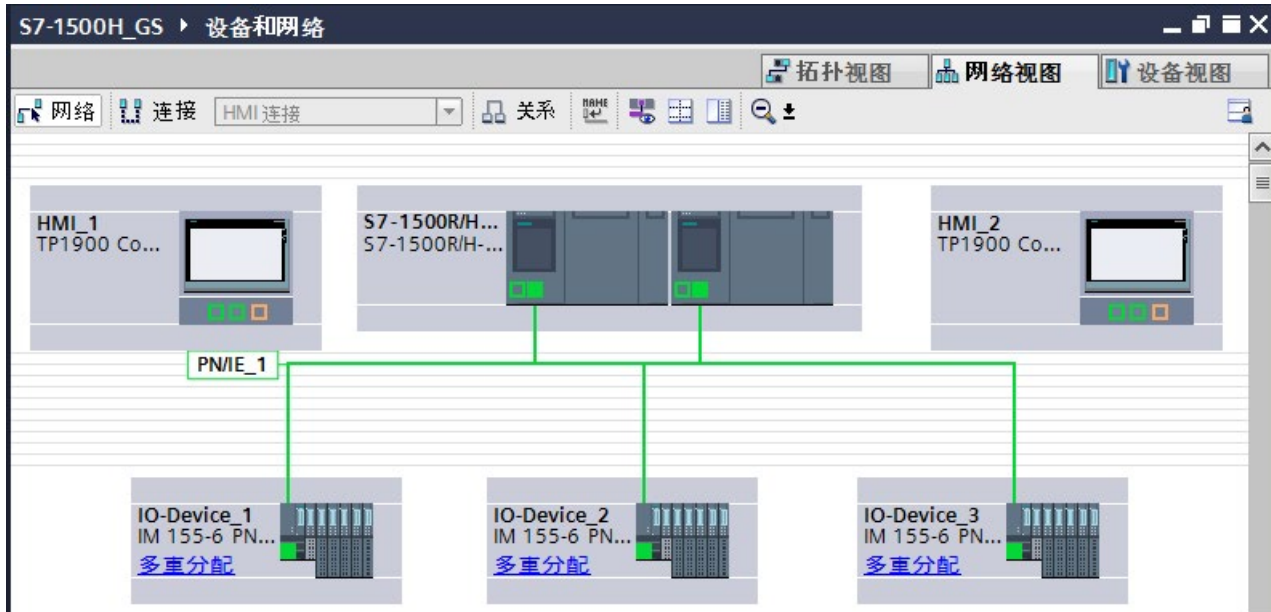 S7-1500H_GS ▸ 设备和网络
拓扑视图 网络视图 设备视图
网络 连接 HMI 连接 关系
HMI_1
TP1900 Co...
S7-1500R/H...
S7-1500R/H-...
HMI_2
TP1900 Co...
PN/IE_1
IO-Device_1
IM 155-6 PN...
多重分配
IO-Device_2
IM 155-6 PN...
多重分配
IO-Device_3
IM 155-6 PN...
多重分配